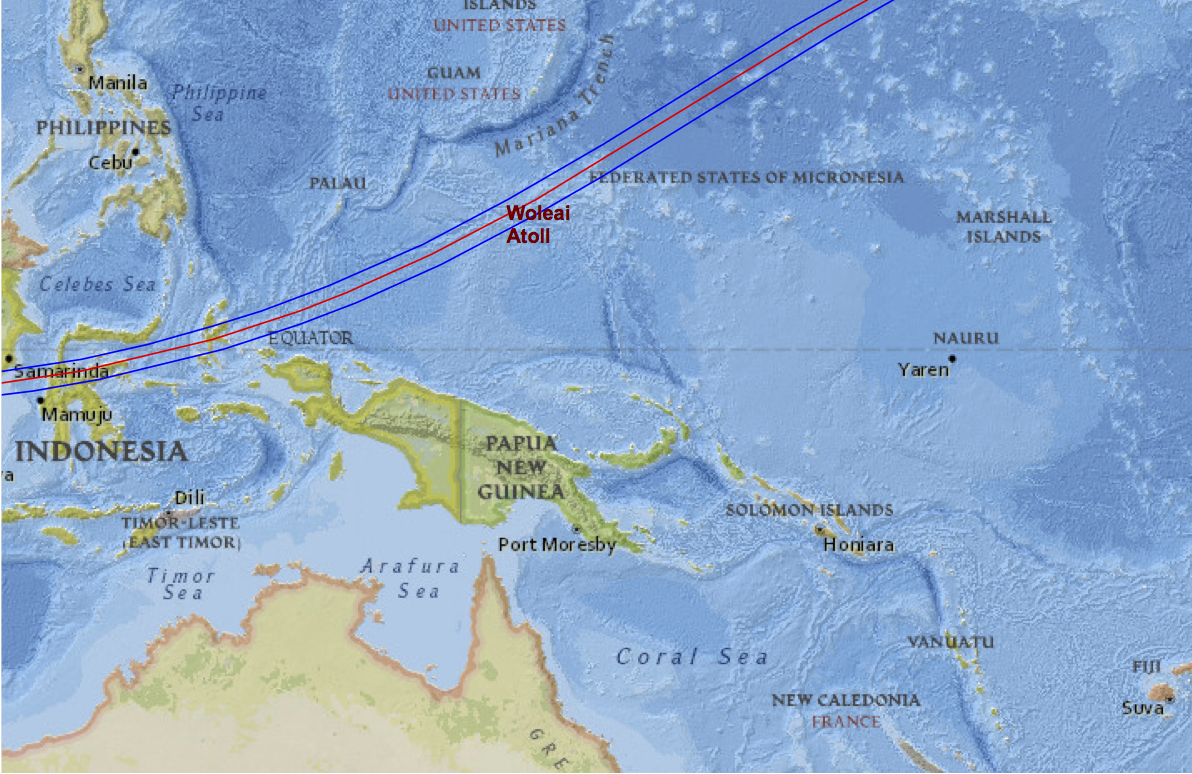 ISLANDS
UNITED STATES
GUAM
UNITED STATES
Mariana Trench
Manila
Philippine
Sea
PHILIPPINES
Cebu
PALAU
FEDERATED STATES OF MICRONESIA
Woleai
Atoll
MARSHALL
ISLANDS
Celebes Sea
EQUATOR
NAURU
Yaren
Samarinda
Mamuju
INDONESIA
va
PAPUA
NEW
GUINEA
Dili
TIMOR-LESTE
(EAST TIMOR)
SOLOMON ISLANDS
Honiara
Port Moresby
Timor
Sea
Arafura
Sea
VANUATU
Coral Sea
FIJI
Suva
NEW CALEDONIA
FRANCE
GRE